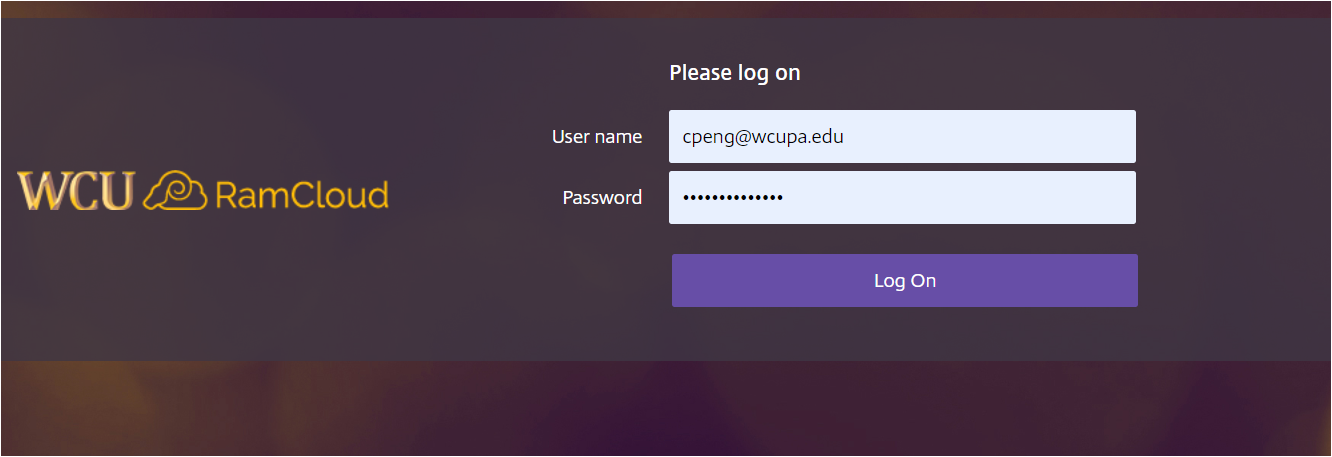 Please log on
User name
cpeng@wcupa.edu
WCU RamCloud
Password
••••••••••••••
Log On